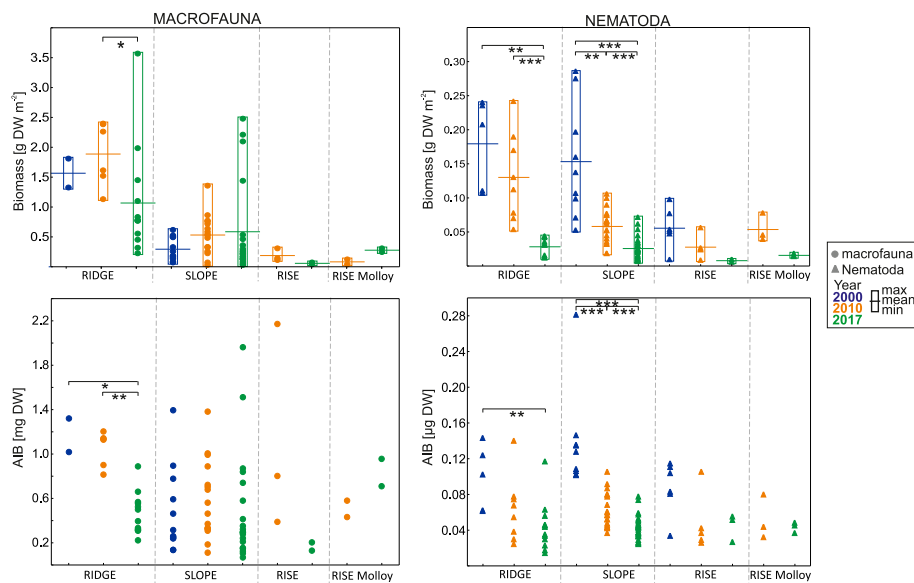 MACROFAUNA
NEMATODA
Biomass [g DW m-2]
3.5
3.0
2.5
2.0
1.5
1.0
0.5
*
RIDGE
SLOPE
RISE
RISE Molloy
Biomass [g DW m-2]
0.30
0.25
0.20
0.15
0.10
0.05
**
***
***
** ***
RIDGE
SLOPE
RISE
RISE Molloy
macrofauna
Nematoda
Year
2000
2010
2017
max
mean
min
AIB [mg DW]
2.2
1.8
1.4
1.0
0.6
0.2
*
**
RIDGE
SLOPE
RISE
RISE Molloy
AIB [µg DW]
0.28
0.24
0.20
0.16
0.12
0.08
0.04
**
***
*** ***
RIDGE
SLOPE
RISE
RISE Molloy